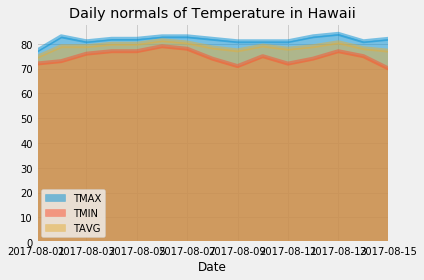 Daily normals of Temperature in Hawaii
80
70
60
50
40
30
20
10
0
TMAX
TMIN
TAVG
2017-08-01 2017-08-03 2017-08-05 2017-08-07 2017-08-09 2017-08-11 2017-08-13 2017-08-15
Date